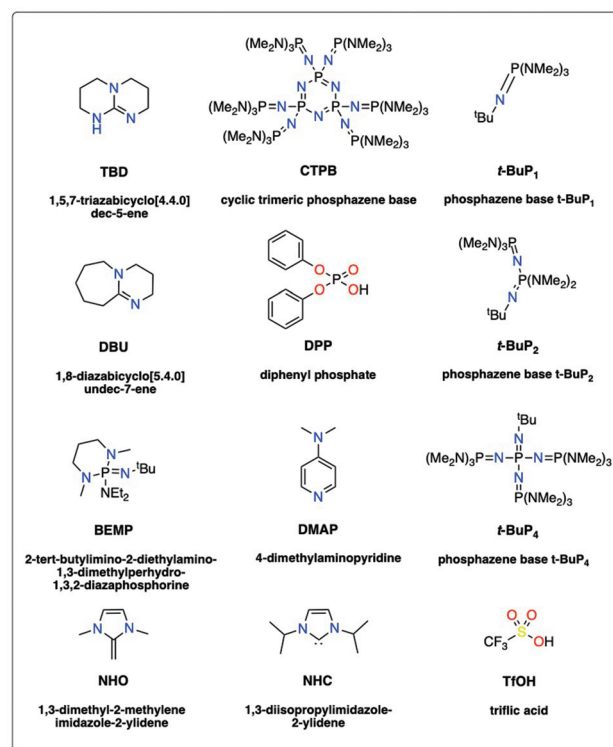 (Me2N)3P P(NMe2)3
N N
P
N N
(Me2N)3P=N P P N=P(NMe2)3
N
(Me2N)3P N N P(NMe2)3
N
N N
H
P(NMe2)3
N
tBu
TBD
CTPB
t-BuP1
1,5,7-triazabicyclo[4.4.0]
dec-5-ene
cyclic trimeric phosphazene base
phosphazene base t-BuP1
N
N
O O
P
O OH
(Me2N)3P
N
P(NMe2)2
N
tBu
DBU
DPP
t-BuP2
1,8-diazabicyclo[5.4.0]
undec-7-ene
diphenyl phosphate
phosphazene base t-BuP2
N
P=N tBu
N
NEt2
N
N
tBu
N
(Me2N)3P=N P N=P(NMe2)3
N
P(NMe2)3
BEMP
DMAP
t-BuP4
2-tert-butylimino-2-diethylamino-
1,3-dimethylperhydro-
1,3,2-diazaphosphorine
4-dimethylaminopyridine
phosphazene base t-BuP4
N N
N N
O O
S
CF3 OH
NHO
NHC
TfOH
1,3-dimethyl-2-methylene
imidazole-2-ylidene
1,3-diisopropylimidazole-
2-ylidene
triflic acid